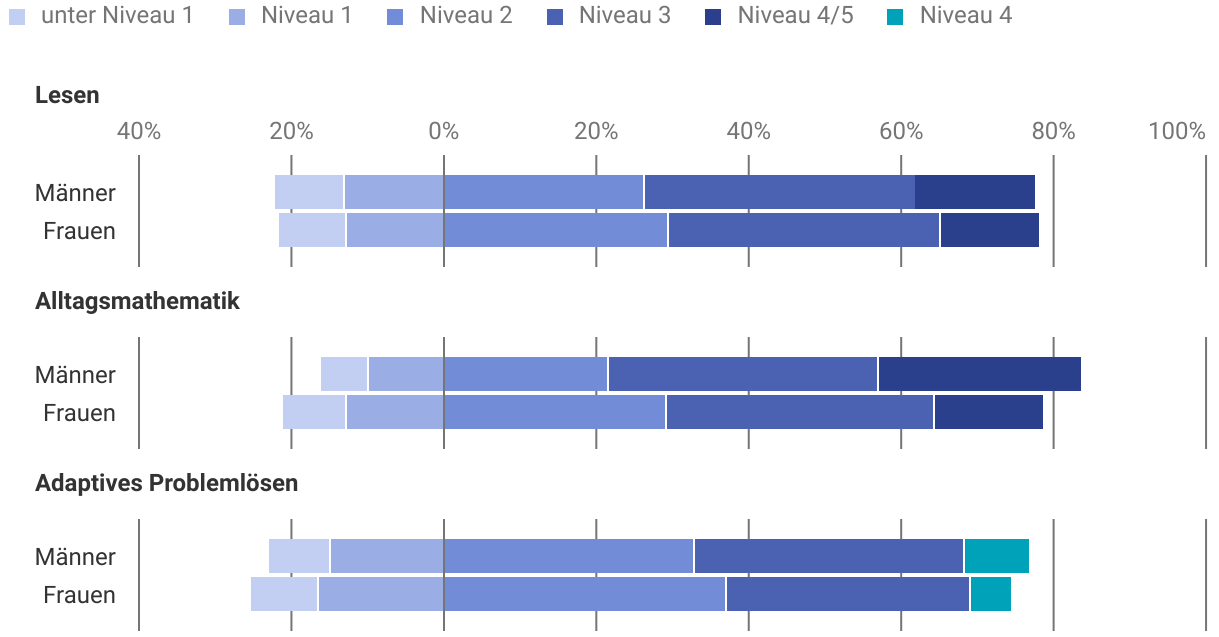 unter Niveau 1 Niveau 1 Niveau 2 Niveau 3 Niveau 4/5 Niveau 4
Lesen
40% 20% 0% 20% 40% 60% 80% 100%
Männer
Frauen
Alltagsmathematik
Männer
Frauen
Adaptives Problemlösen
Männer
Frauen